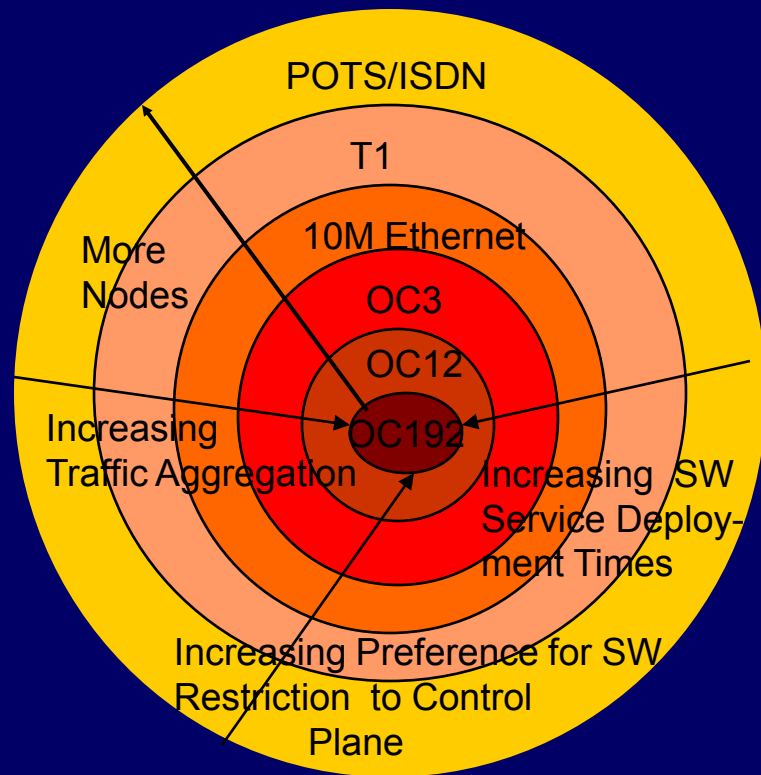 POTS/ISDN
T1
10M Ethernet
More
Nodes
OC3
OC12
OC192
Increasing
Traffic Aggregation
Increasing SW
Service Deploy-
ment Times
Increasing Preference for SW
Restriction to Control
Plane